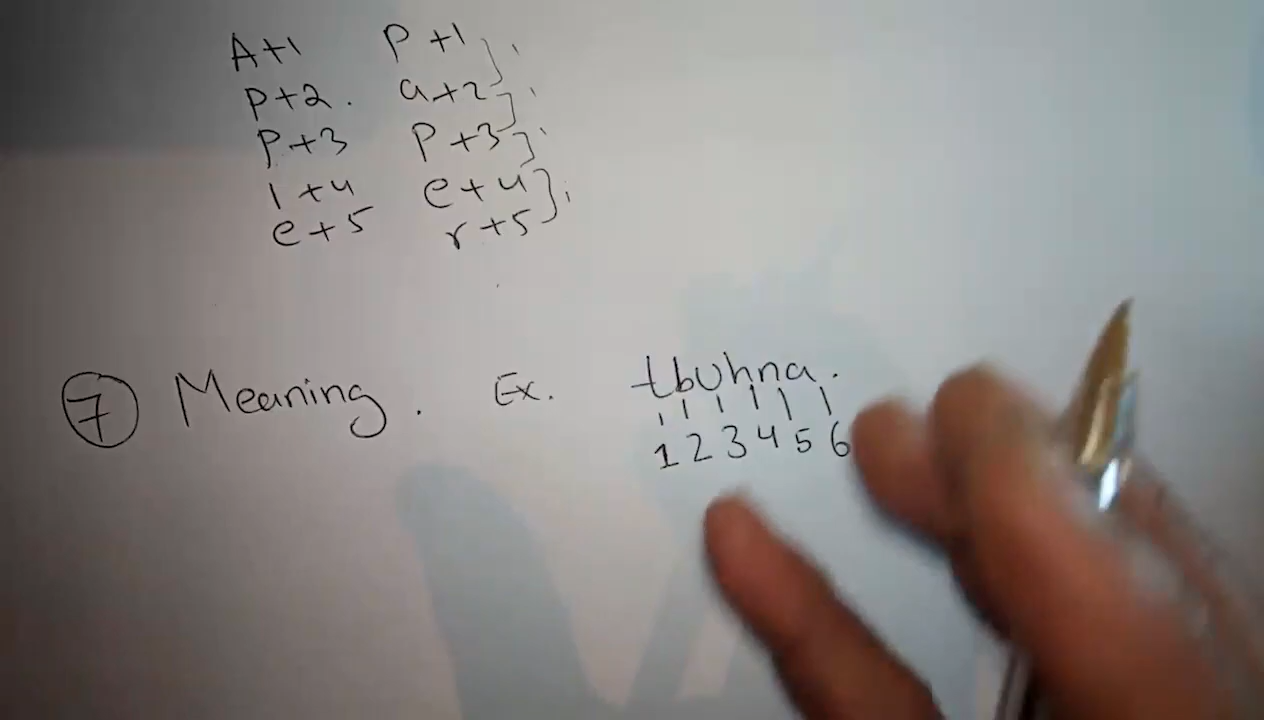 A+1 P+1
P+2. a+2
P+3 P+3
l+4 e+4
e+5 r+5
7 Meaning. Ex. tbuhna.
1 2 3 4 5 6